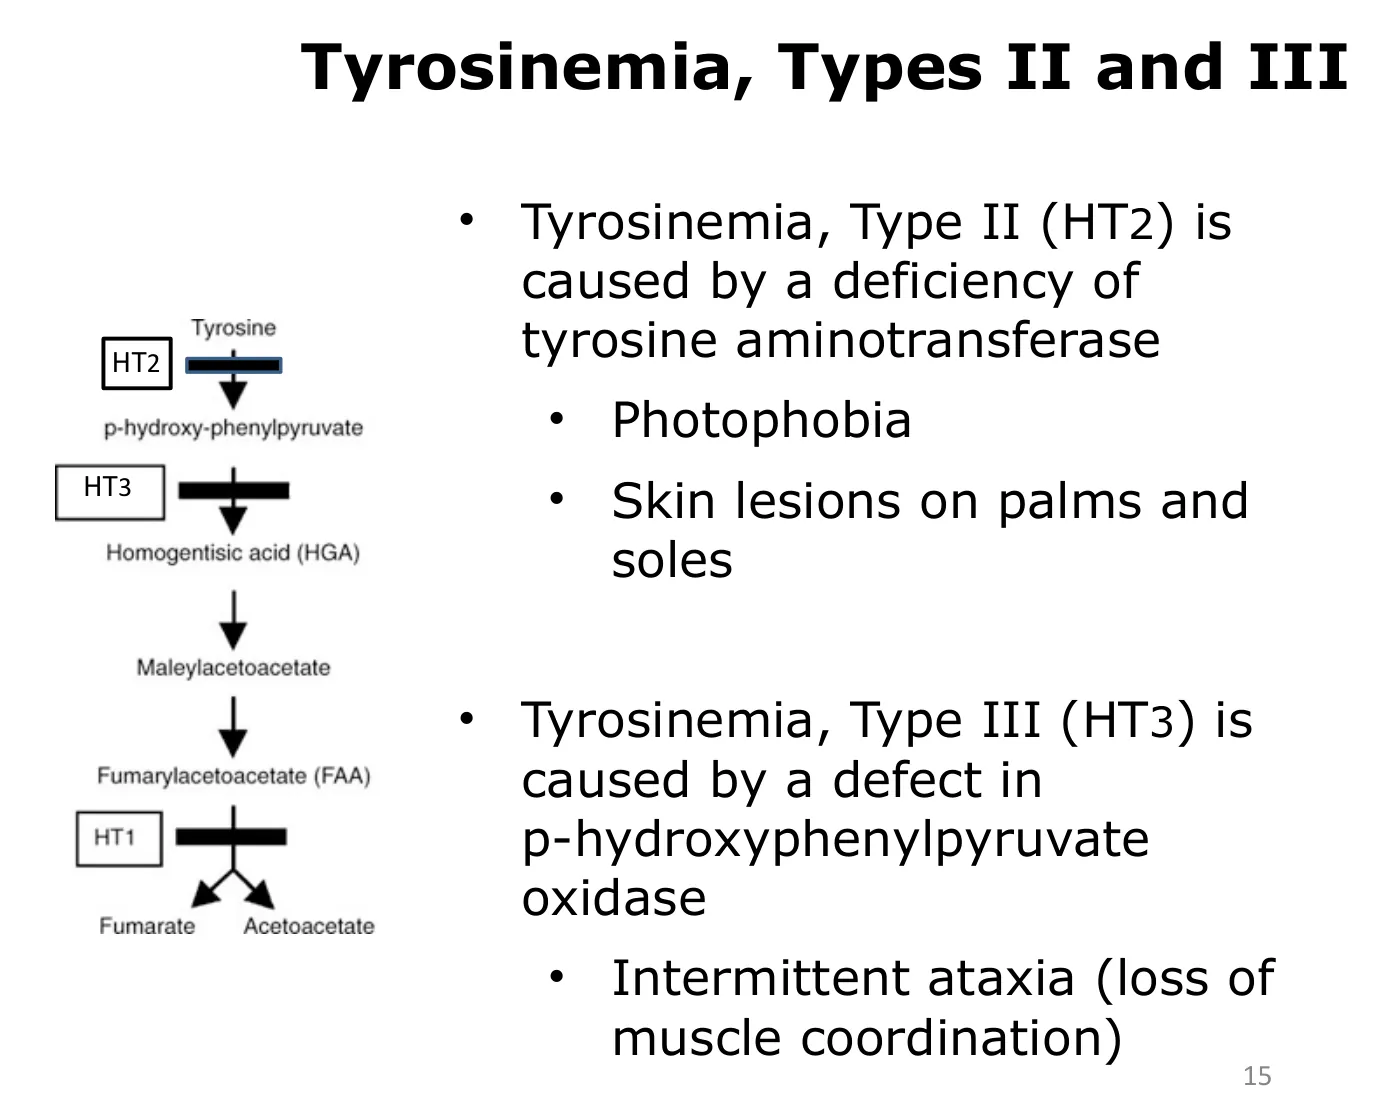 Tyrosinemia, Types II and III
Tyrosine
HT2
p-hydroxy-phenylpyruvate
HT3
Homogentisic acid (HGA)
Maleylacetoacetate
Fumarylacetoacetate (FAA)
HT1
Fumarate
Acetoacetate
• Tyrosinemia, Type II (HT2) is
caused by a deficiency of
tyrosine aminotransferase
• Photophobia
• Skin lesions on palms and
soles
• Tyrosinemia, Type III (HT3) is
caused by a defect in
p-hydroxyphenylpyruvate
oxidase
• Intermittent ataxia (loss of
muscle coordination)
15